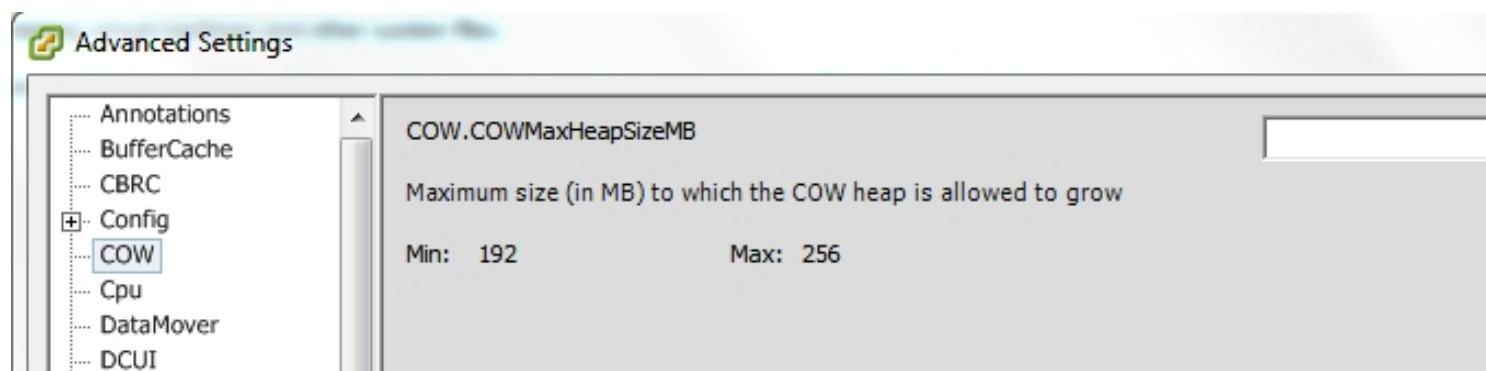 Advanced Settings
Annotations
BufferCache
CBRC
Config
COW
Cpu
DataMover
DCUI
COW.COWMaxHeapSizeMB
Maximum size (in MB) to which the COW heap is allowed to grow
Min: 192 Max: 256